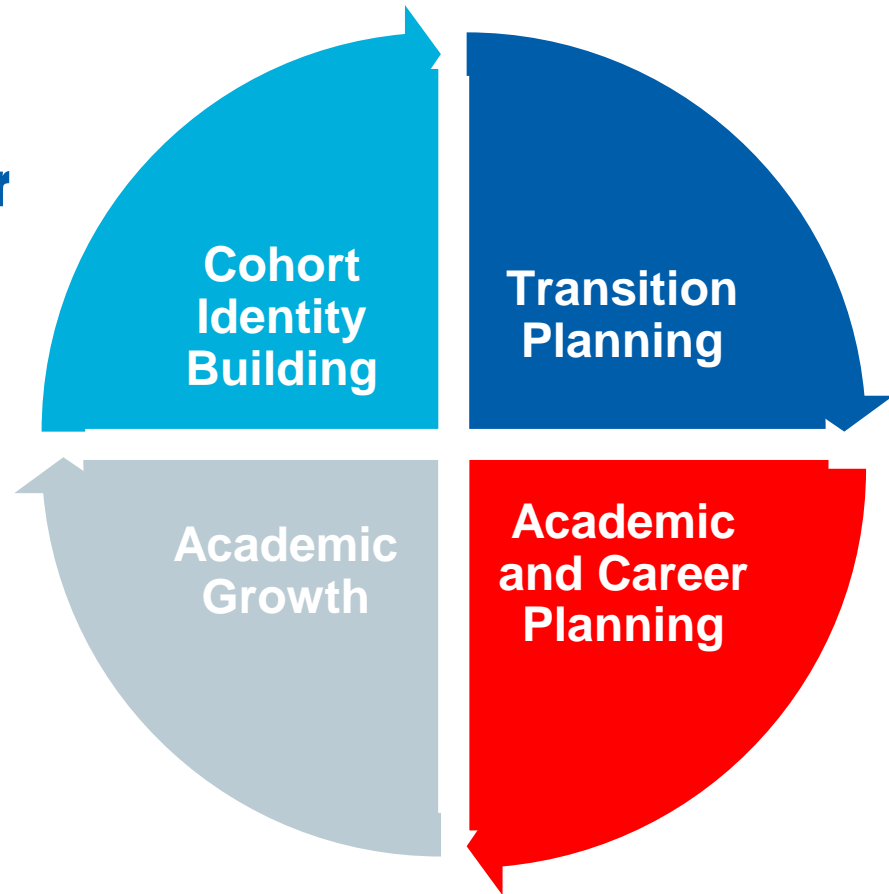 r
Cohort
Identity
Building
Transition
Planning
Academic
Growth
Academic
and Career
Planning